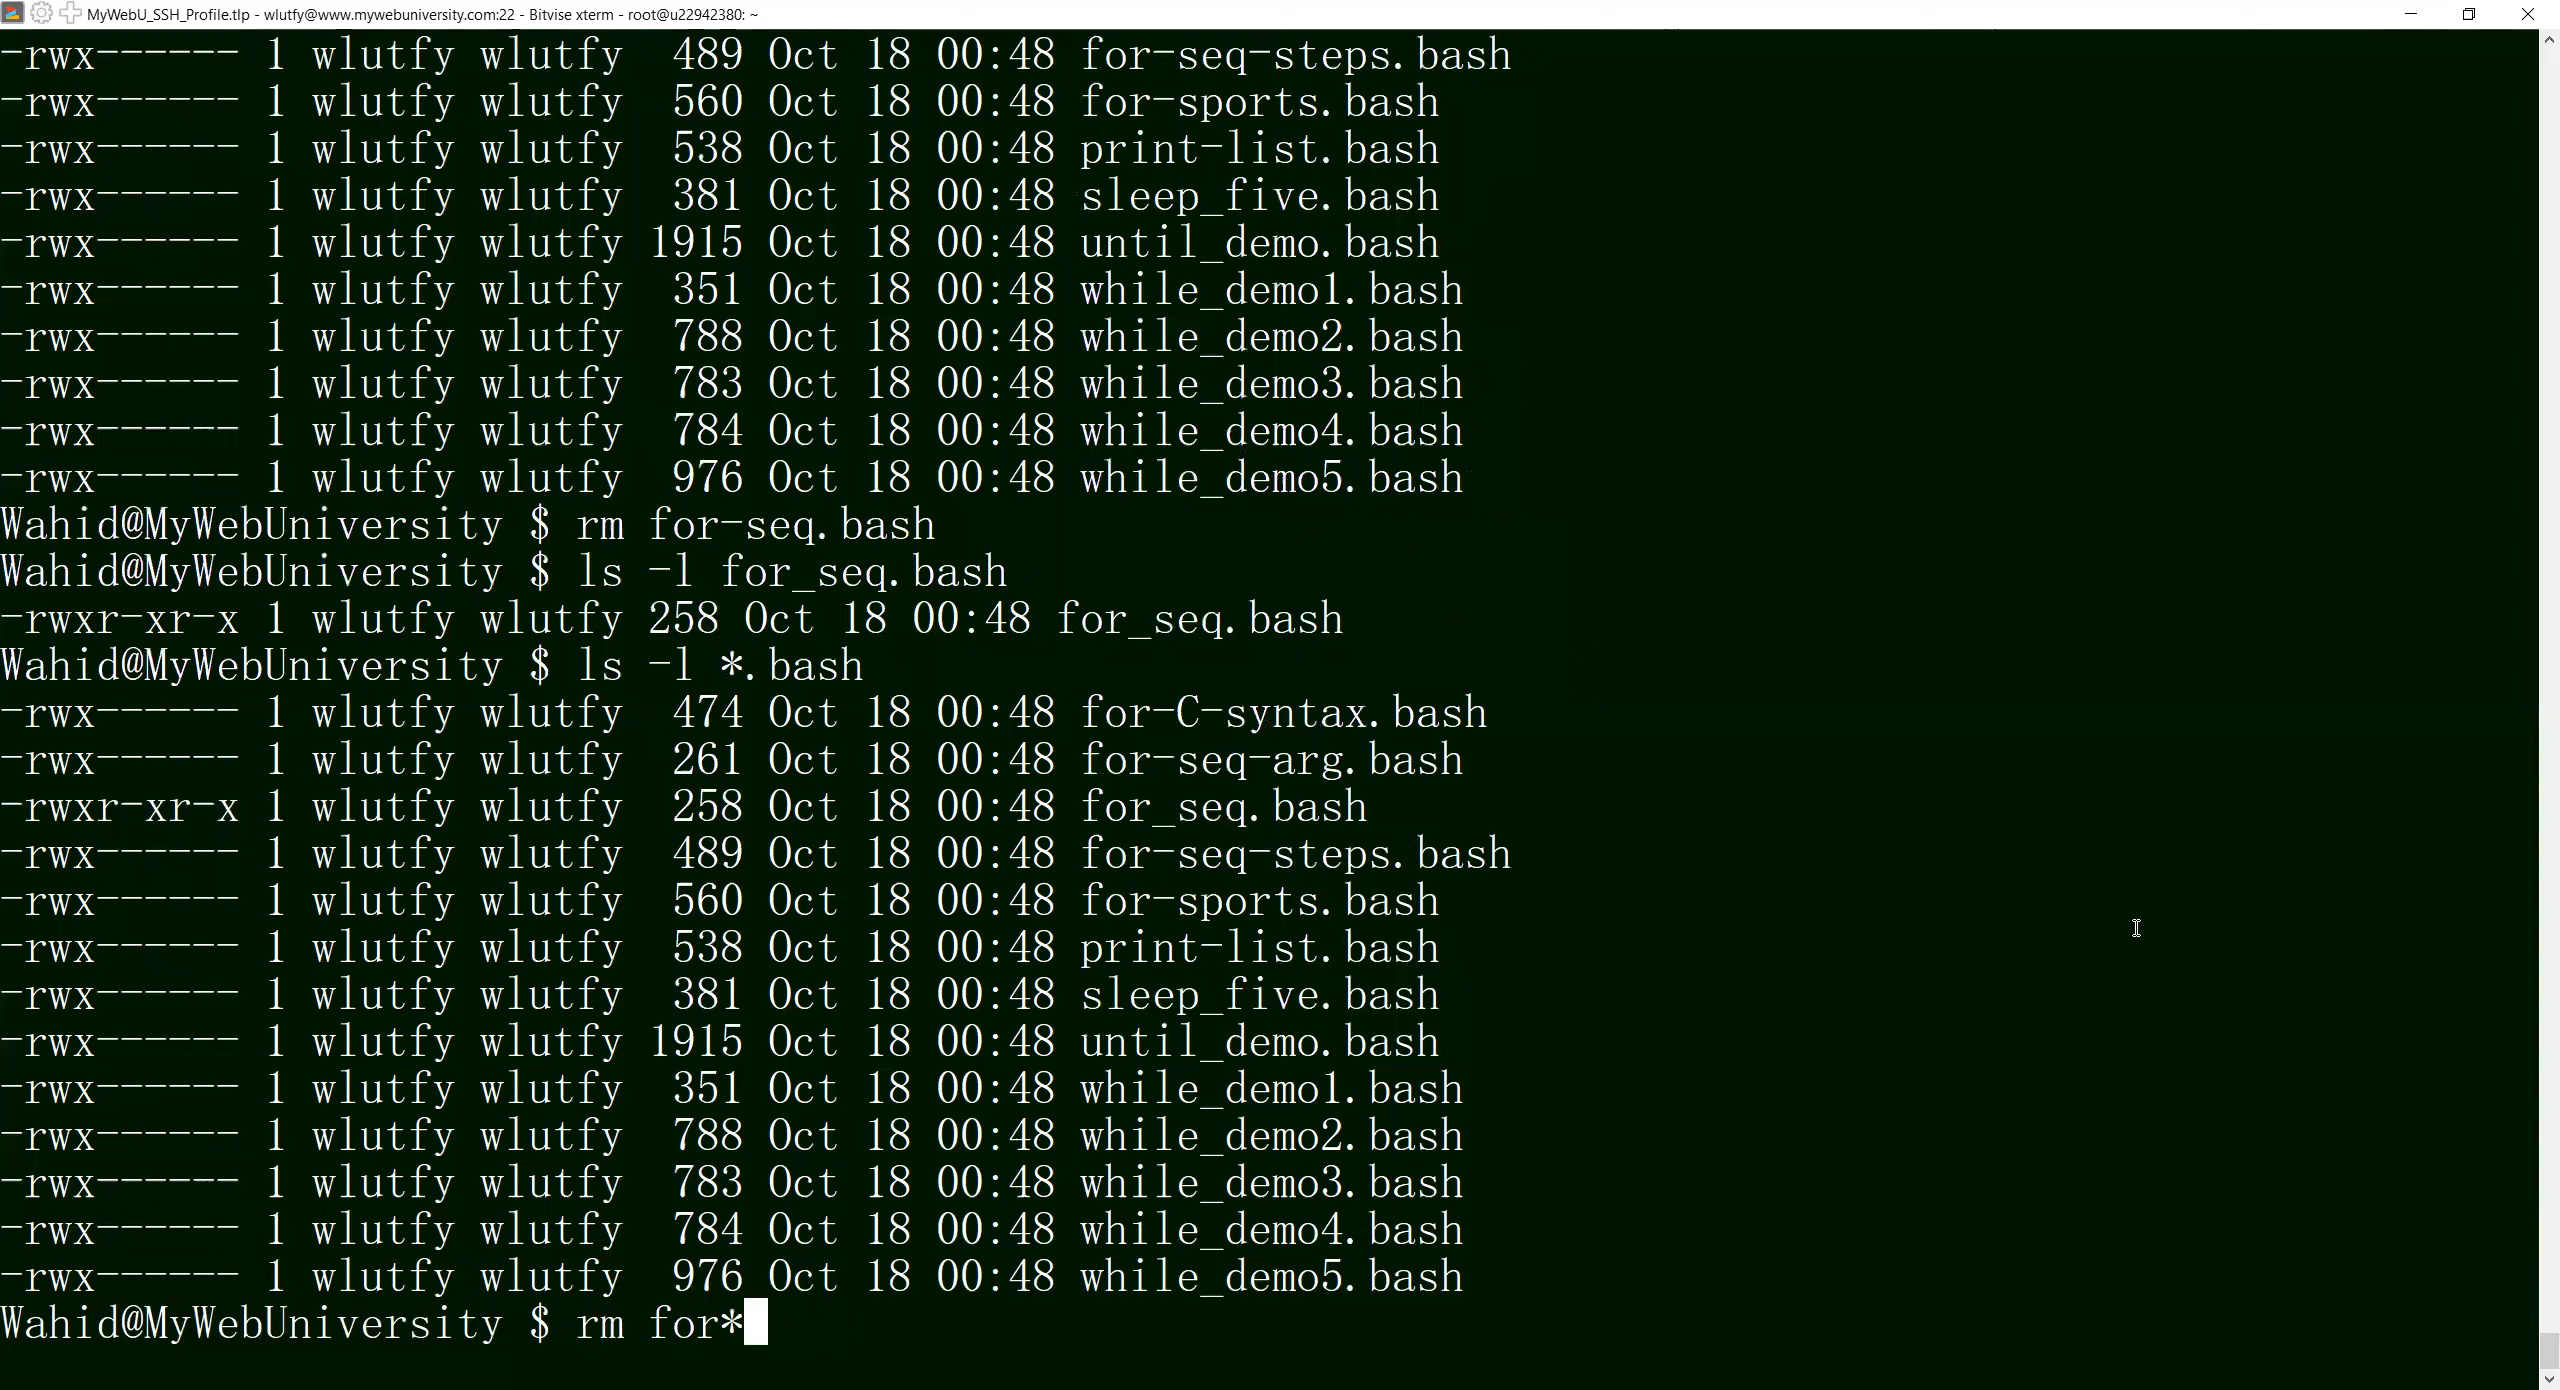 MyWebU_SSH_Profile.tlp - wlutfy@www.mywebuniversity.com:22 - Bitvise xterm - root@u22942380: ~
-rwx------ 1 wlutfy wlutfy  489 Oct 18 00:48 for-seq-steps.bash
-rwx------ 1 wlutfy wlutfy  560 Oct 18 00:48 for-sports.bash
-rwx------ 1 wlutfy wlutfy  538 Oct 18 00:48 print-list.bash
-rwx------ 1 wlutfy wlutfy  381 Oct 18 00:48 sleep_five.bash
-rwx------ 1 wlutfy wlutfy 1915 Oct 18 00:48 until_demo.bash
-rwx------ 1 wlutfy wlutfy  351 Oct 18 00:48 while_demo1.bash
-rwx------ 1 wlutfy wlutfy  788 Oct 18 00:48 while_demo2.bash
-rwx------ 1 wlutfy wlutfy  783 Oct 18 00:48 while_demo3.bash
-rwx------ 1 wlutfy wlutfy  784 Oct 18 00:48 while_demo4.bash
-rwx------ 1 wlutfy wlutfy  976 Oct 18 00:48 while_demo5.bash
Wahid@MyWebUniversity $ rm for-seq.bash
Wahid@MyWebUniversity $ ls -l for_seq.bash
-rwxr-xr-x 1 wlutfy wlutfy 258 Oct 18 00:48 for_seq.bash
Wahid@MyWebUniversity $ ls -l *.bash
-rwx------ 1 wlutfy wlutfy  474 Oct 18 00:48 for-C-syntax.bash
-rwx------ 1 wlutfy wlutfy  261 Oct 18 00:48 for-seq-arg.bash
-rwxr-xr-x 1 wlutfy wlutfy  258 Oct 18 00:48 for_seq.bash
-rwx------ 1 wlutfy wlutfy  489 Oct 18 00:48 for-seq-steps.bash
-rwx------ 1 wlutfy wlutfy  560 Oct 18 00:48 for-sports.bash
-rwx------ 1 wlutfy wlutfy  538 Oct 18 00:48 print-list.bash
-rwx------ 1 wlutfy wlutfy  381 Oct 18 00:48 sleep_five.bash
-rwx------ 1 wlutfy wlutfy 1915 Oct 18 00:48 until_demo.bash
-rwx------ 1 wlutfy wlutfy  351 Oct 18 00:48 while_demo1.bash
-rwx------ 1 wlutfy wlutfy  788 Oct 18 00:48 while_demo2.bash
-rwx------ 1 wlutfy wlutfy  783 Oct 18 00:48 while_demo3.bash
-rwx------ 1 wlutfy wlutfy  784 Oct 18 00:48 while_demo4.bash
-rwx------ 1 wlutfy wlutfy  976 Oct 18 00:48 while_demo5.bash
Wahid@MyWebUniversity $ rm for*